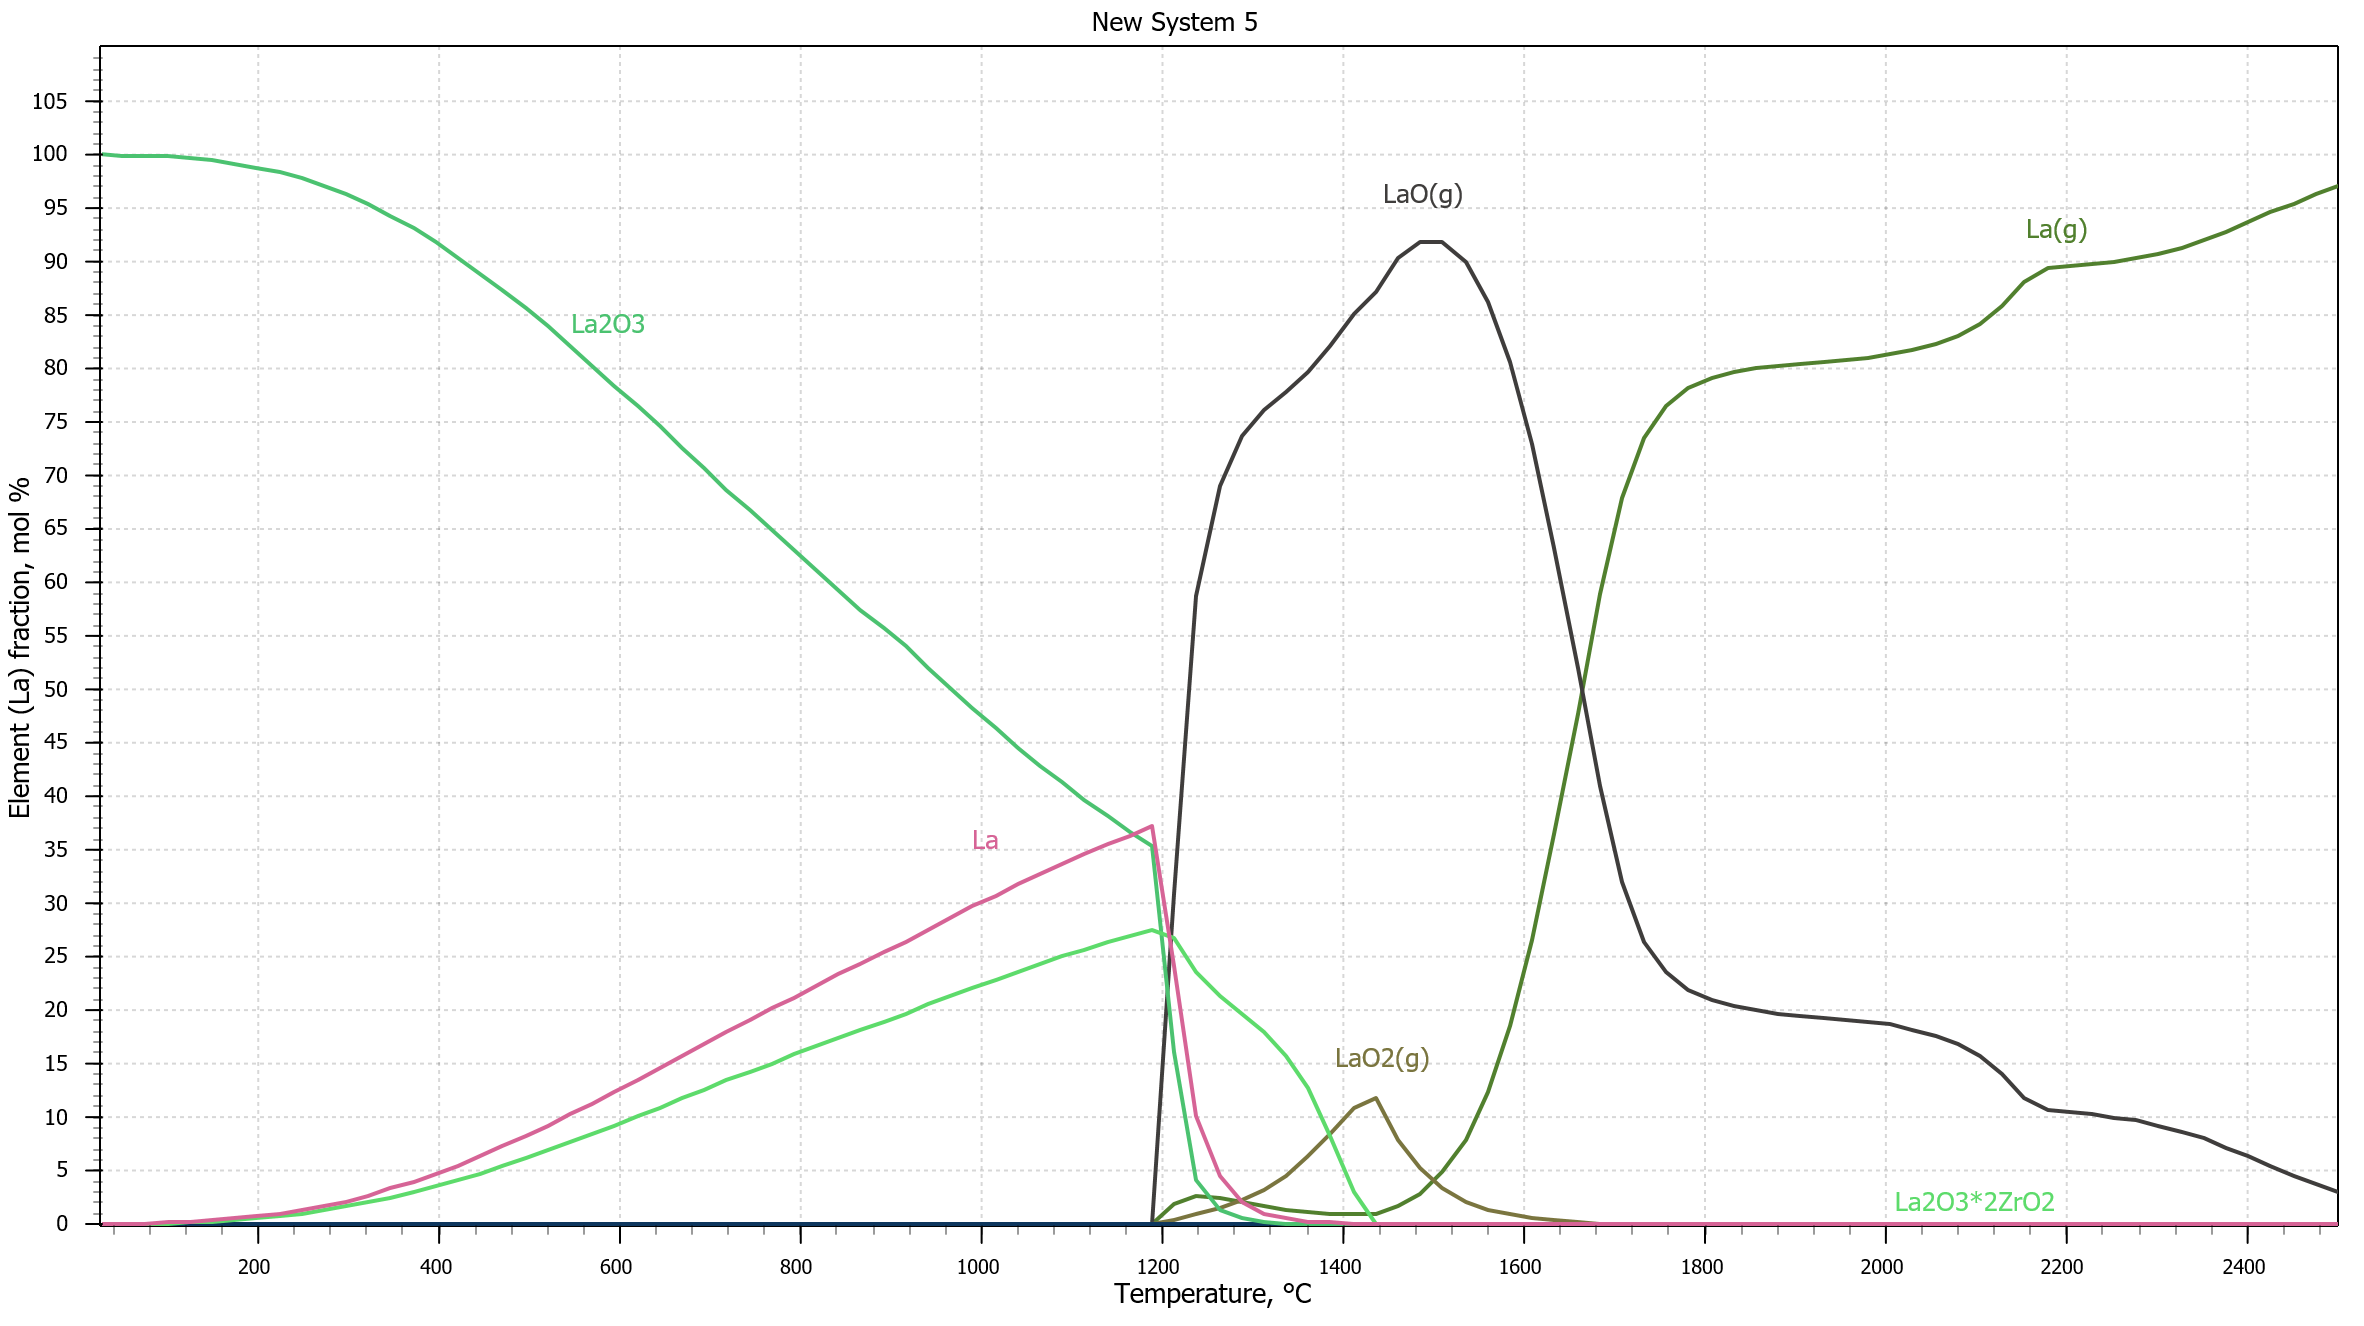 New System 5
105
100
95
90
85
80
75
70
65
60
55
50
45
40
35
30
25
20
15
10
5
0
Element (La) fraction, mol %
LaO(g)
La(g)
La2O3
La
LaO2(g)
La2O3*2ZrO2
200 400 600 800 1000 1200 1400 1600 1800 2000 2200 2400
Temperature, °C